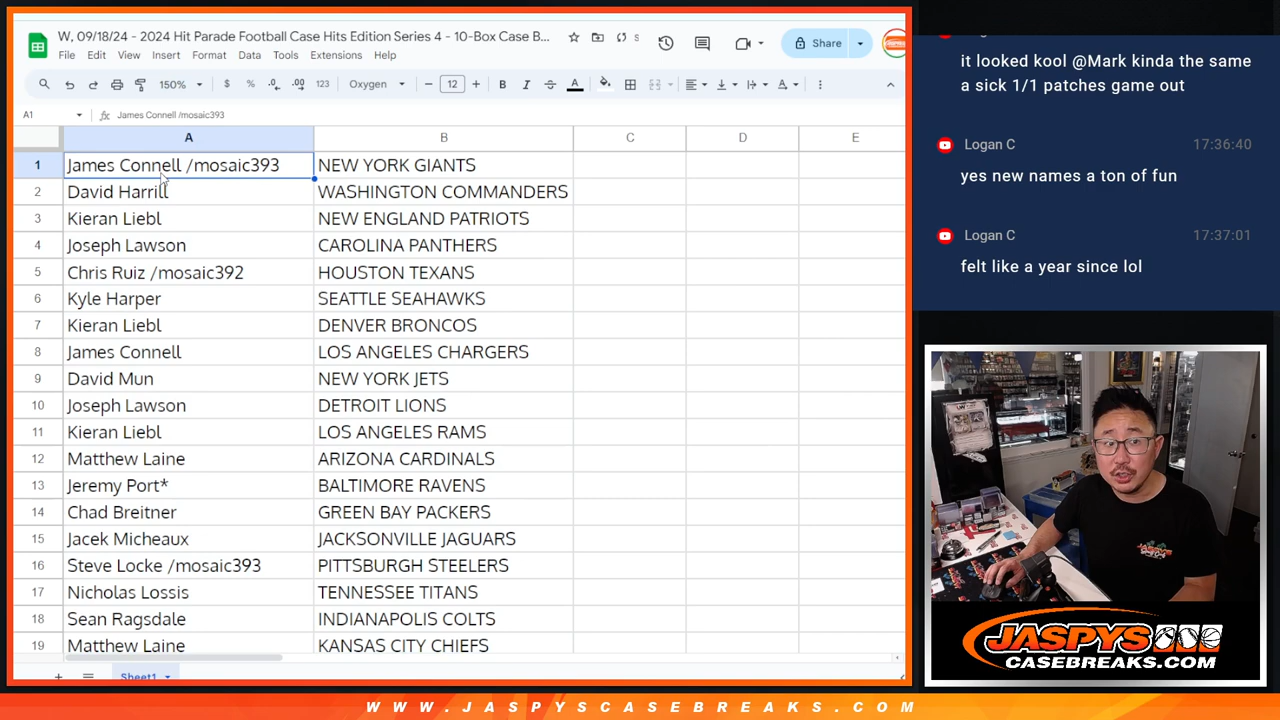 W, 09/18/24 - 2024 Hit Parade Football Case Hits Edition Series 4 - 10-Box Case B...
Share
File Edit View Insert Format Data Tools Extensions Help
150% $ % .0 .00 123 Oxygen 12 B I A
A1 James Connell /mosaic393
A B C D E
1 James Connell /mosaic393 NEW YORK GIANTS
2 David Harrill WASHINGTON COMMANDERS
3 Kieran Liebl NEW ENGLAND PATRIOTS
4 Joseph Lawson CAROLINA PANTHERS
5 Chris Ruiz /mosaic392 HOUSTON TEXANS
6 Kyle Harper SEATTLE SEAHAWKS
7 Kieran Liebl DENVER BRONCOS
8 James Connell LOS ANGELES CHARGERS
9 David Mun NEW YORK JETS
10 Joseph Lawson DETROIT LIONS
11 Kieran Liebl LOS ANGELES RAMS
12 Matthew Laine ARIZONA CARDINALS
13 Jeremy Port* BALTIMORE RAVENS
14 Chad Breitner GREEN BAY PACKERS
15 Jacek Micheaux JACKSONVILLE JAGUARS
16 Steve Locke /mosaic393 PITTSBURGH STEELERS
17 Nicholas Lossis TENNESSEE TITANS
18 Sean Ragsdale INDIANAPOLIS COLTS
19 Matthew Laine KANSAS CITY CHIEFS
Sheet1
it looked kool @Mark kinda the same
a sick 1/1 patches game out
Logan C 17:36:40
yes new names a ton of fun
Logan C 17:37:01
felt like a year since lol
JASPYS
CASEBREAKS.COM
WWW.JASPYSCASEBREAKS.COM